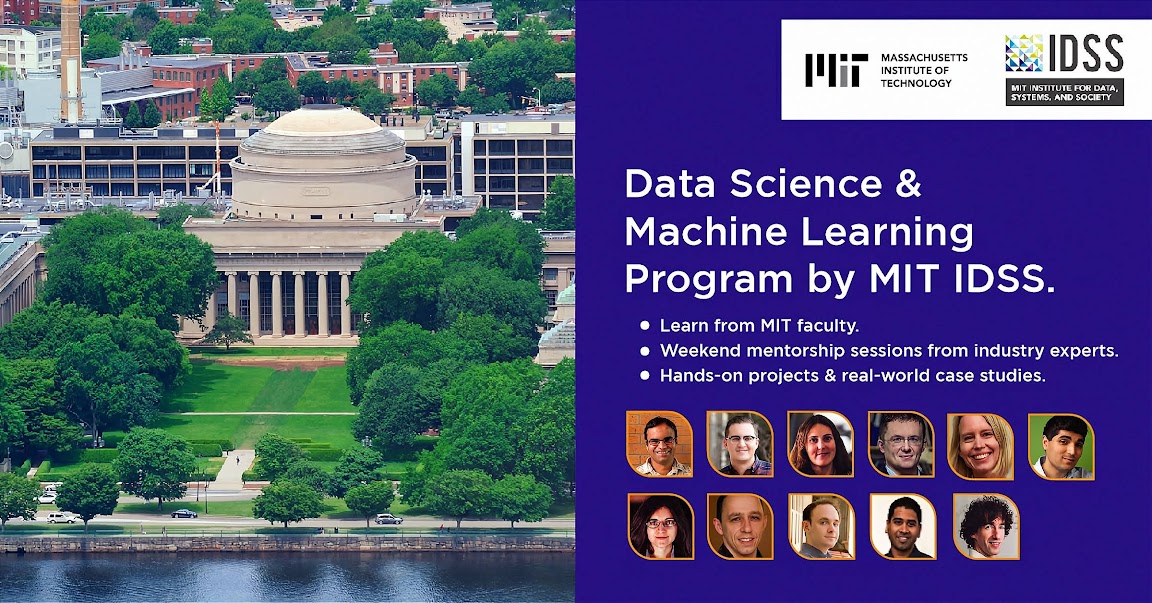 MIT
MASSACHUSETTS
INSTITUTE OF
TECHNOLOGY
IDSS
MIT INSTITUTE FOR DATA,
SYSTEMS, AND SOCIETY
Data Science &
Machine Learning
Program by MIT IDSS.
Learn from MIT faculty.
Weekend mentorship sessions from industry experts.
Hands-on projects & real-world case studies.